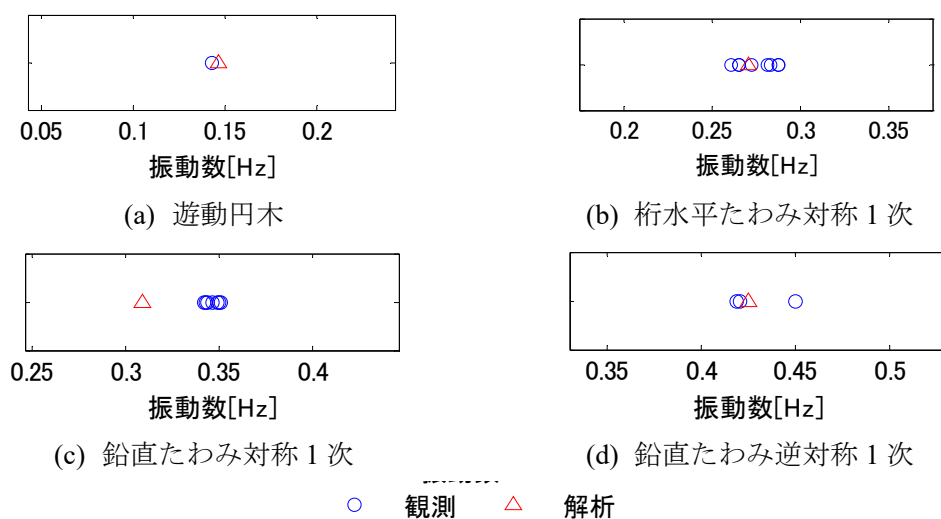 0.05 0.1 0.15 0.2
振動数[Hz]
(a) 遊動円木
0.2 0.25 0.3 0.35
振動数[Hz]
(b) 桁水平たわみ対称 1 次
0.25 0.3 0.35 0.4
振動数[Hz]
(c) 鉛直たわみ対称 1 次
0.35 0.4 0.45 0.5
振動数[Hz]
(d) 鉛直たわみ逆対称 1 次
観測 解析